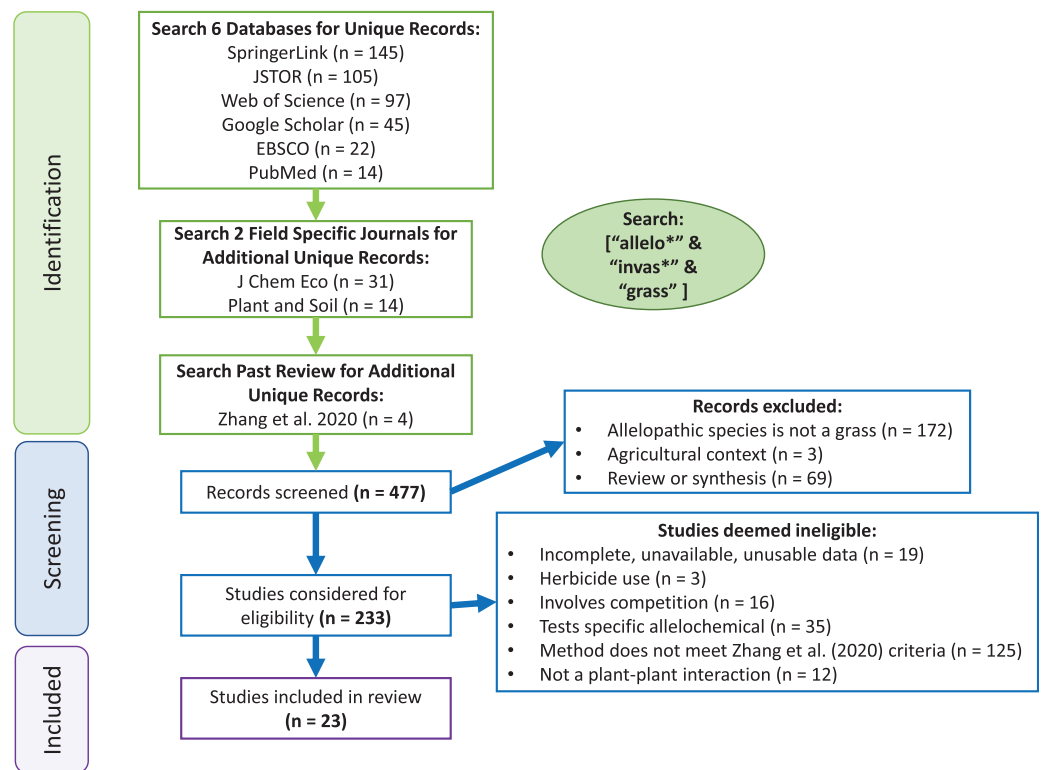 Identification
Search 6 Databases for Unique Records:
SpringerLink (n = 145)
JSTOR (n = 105)
Web of Science (n = 97)
Google Scholar (n = 45)
EBSCO (n = 22)
PubMed (n = 14)
Search 2 Field Specific Journals for
Additional Unique Records:
J Chem Eco (n = 31)
Plant and Soil (n = 14)
Search:
[“allelo*” &
“invas*” &
“grass” ]
Search Past Review for Additional
Unique Records:
Zhang et al. 2020 (n = 4)
Screening
Records screened (n = 477)
Records excluded:
• Allelopathic species is not a grass (n = 172)
• Agricultural context (n = 3)
• Review or synthesis (n = 69)
Studies considered for
eligibility (n = 233)
Studies deemed ineligible:
• Incomplete, unavailable, unusable data (n = 19)
• Herbicide use (n = 3)
• Involves competition (n = 16)
• Tests specific allelochemical (n = 35)
• Method does not meet Zhang et al. (2020) criteria (n = 125)
• Not a plant-plant interaction (n = 12)
Included
Studies included in review
(n = 23)